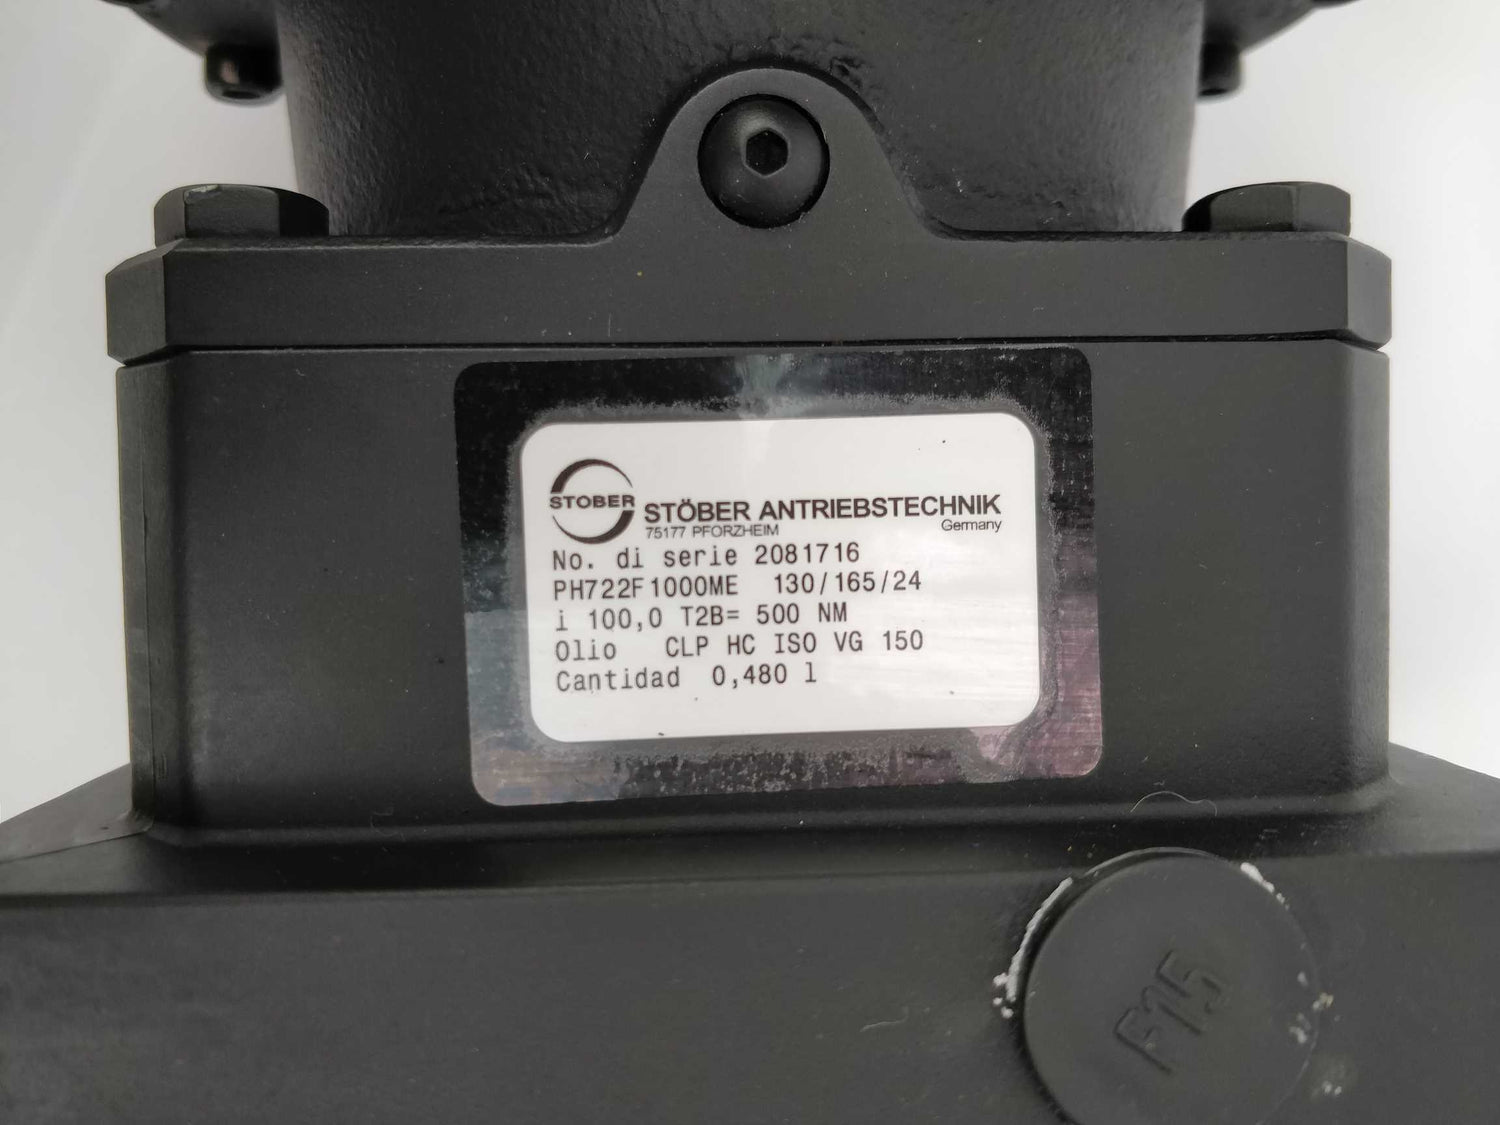 STOBER
STÖBER ANTRIEBSTECHNIK
75177 PFORZHEIM
Germany
No. di serie 2081716
PH722F1000ME 130/165/24
i 100,0 T2B= 500 NM
Olio CLP HC ISO VG 150
Cantidad 0,480 l
F15